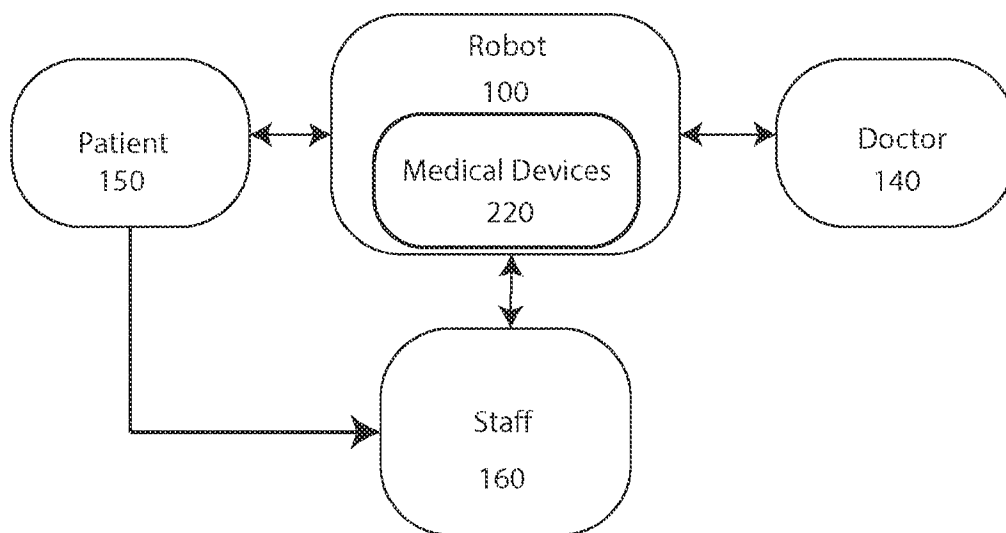 Robot
100
Patient
150
Medical Devices
220
Doctor
140
Staff
160